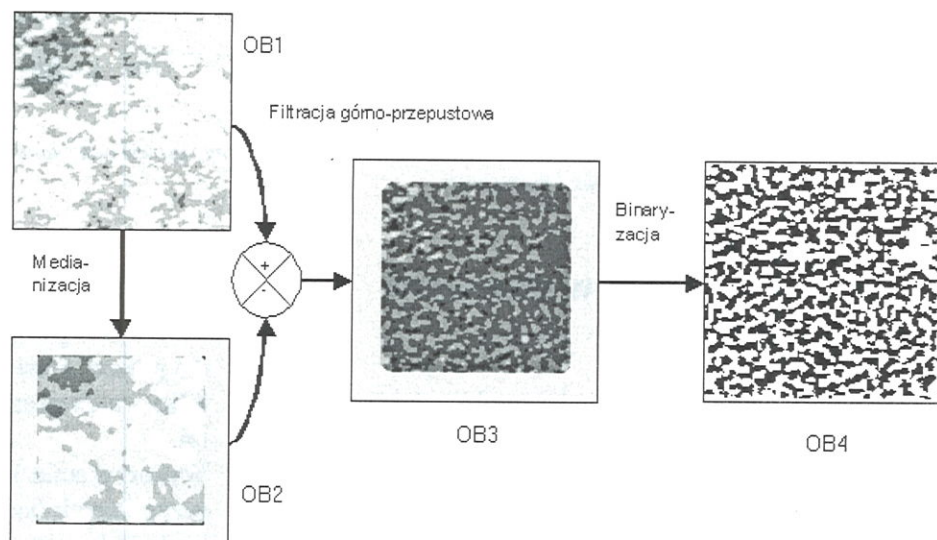 OB1
Filtracja górno-przepustowa
Media-
nizacja
+
-
Binary-
zacja
OB3
OB4
OB2